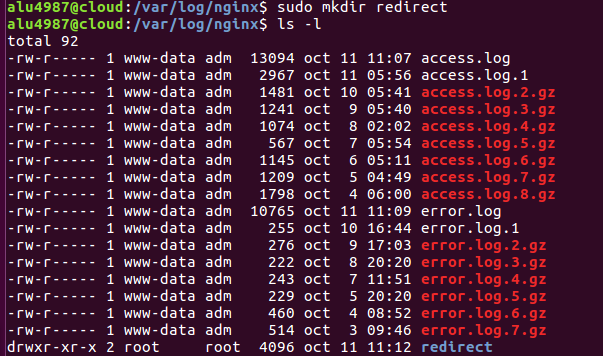 alu4987@cloud:/var/log/nginx$ sudo mkdir redirect
alu4987@cloud:/var/log/nginx$ ls -l
total 92
-rw-r----- 1 www-data adm  13094 oct 11 11:07 access.log
-rw-r----- 1 www-data adm   2967 oct 11 05:56 access.log.1
-rw-r----- 1 www-data adm   1481 oct 10 05:41 access.log.2.gz
-rw-r----- 1 www-data adm   1241 oct  9 05:40 access.log.3.gz
-rw-r----- 1 www-data adm   1074 oct  8 02:02 access.log.4.gz
-rw-r----- 1 www-data adm    567 oct  7 05:54 access.log.5.gz
-rw-r----- 1 www-data adm   1145 oct  6 05:11 access.log.6.gz
-rw-r----- 1 www-data adm   1209 oct  5 04:49 access.log.7.gz
-rw-r----- 1 www-data adm   1798 oct  4 06:00 access.log.8.gz
-rw-r----- 1 www-data adm  10765 oct 11 11:09 error.log
-rw-r----- 1 www-data adm    255 oct 10 16:44 error.log.1
-rw-r----- 1 www-data adm    276 oct  9 17:03 error.log.2.gz
-rw-r----- 1 www-data adm    222 oct  8 20:20 error.log.3.gz
-rw-r----- 1 www-data adm    243 oct  7 11:51 error.log.4.gz
-rw-r----- 1 www-data adm    229 oct  5 20:20 error.log.5.gz
-rw-r----- 1 www-data adm    460 oct  4 08:52 error.log.6.gz
-rw-r----- 1 www-data adm    514 oct  3 09:46 error.log.7.gz
drwxr-xr-x 2 root     root  4096 oct 11 11:12 redirect